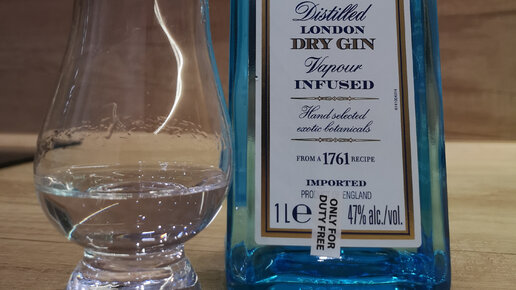 Distilled
LONDON
DRY GIN
Vapour
INFUSED
Hand selected
exotic botanicals
FROM A 1761 RECIPE
IMPORTED
ENGLAND
1L℮ 47% alc./vol.
ONLY FOR
DUTY FREE